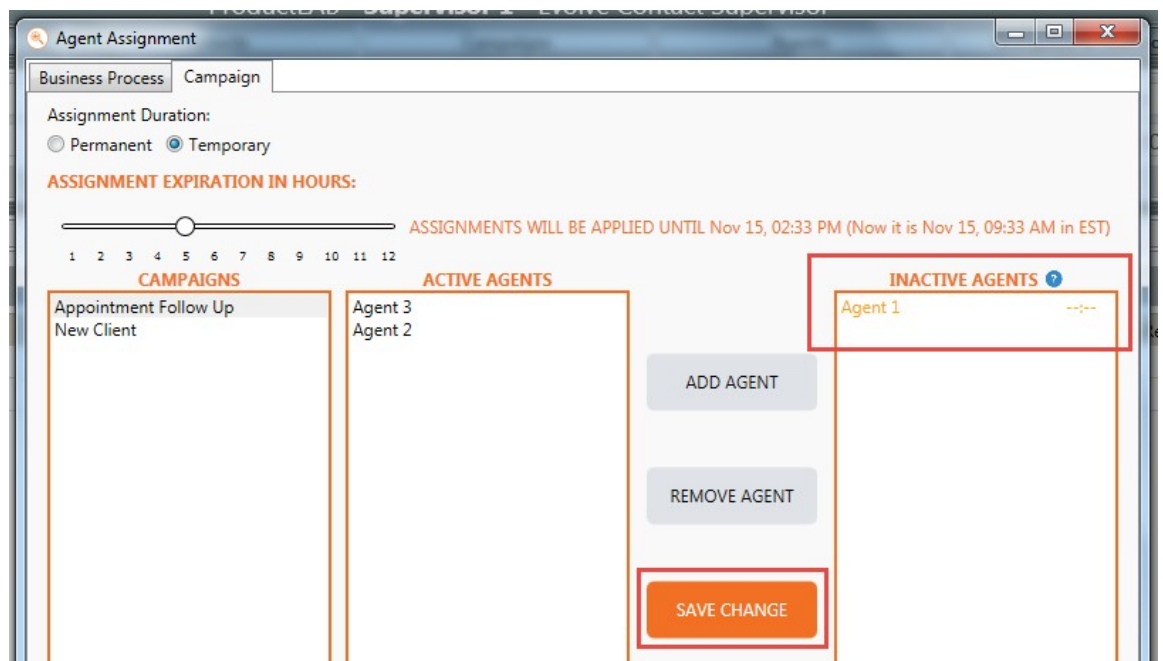 Supervisor 1
Agent Assignment
Business Process Campaign
Assignment Duration:
Permanent Temporary
ASSIGNMENT EXPIRATION IN HOURS:
ASSIGNMENTS WILL BE APPLIED UNTIL Nov 15, 02:33 PM (Now it is Nov 15, 09:33 AM in EST)
1 2 3 4 5 6 7 8 9 10 11 12
CAMPAIGNS ACTIVE AGENTS INACTIVE AGENTS ?
Appointment Follow Up Agent 3 Agent 1 --:--
New Client Agent 2
ADD AGENT
REMOVE AGENT
SAVE CHANGE